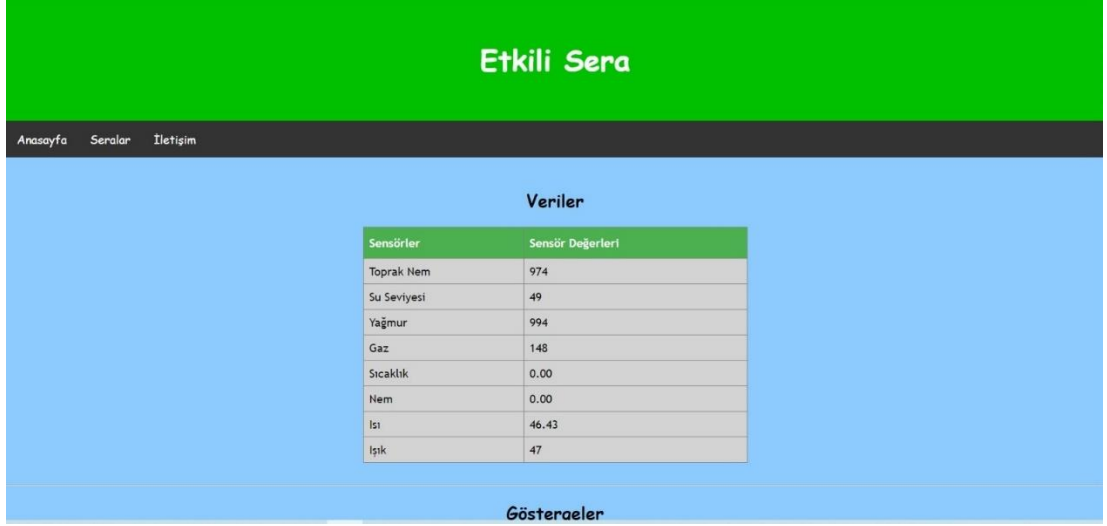 Etkili Sera
Anasayfa Seralar İletişim
Veriler
Sensörler Sensör Değerleri
Toprak Nem 974
Su Seviyesi 49
Yağmur 994
Gaz 148
Sıcaklık 0.00
Nem 0.00
Isı 46.43
Işık 47
Göstergeler